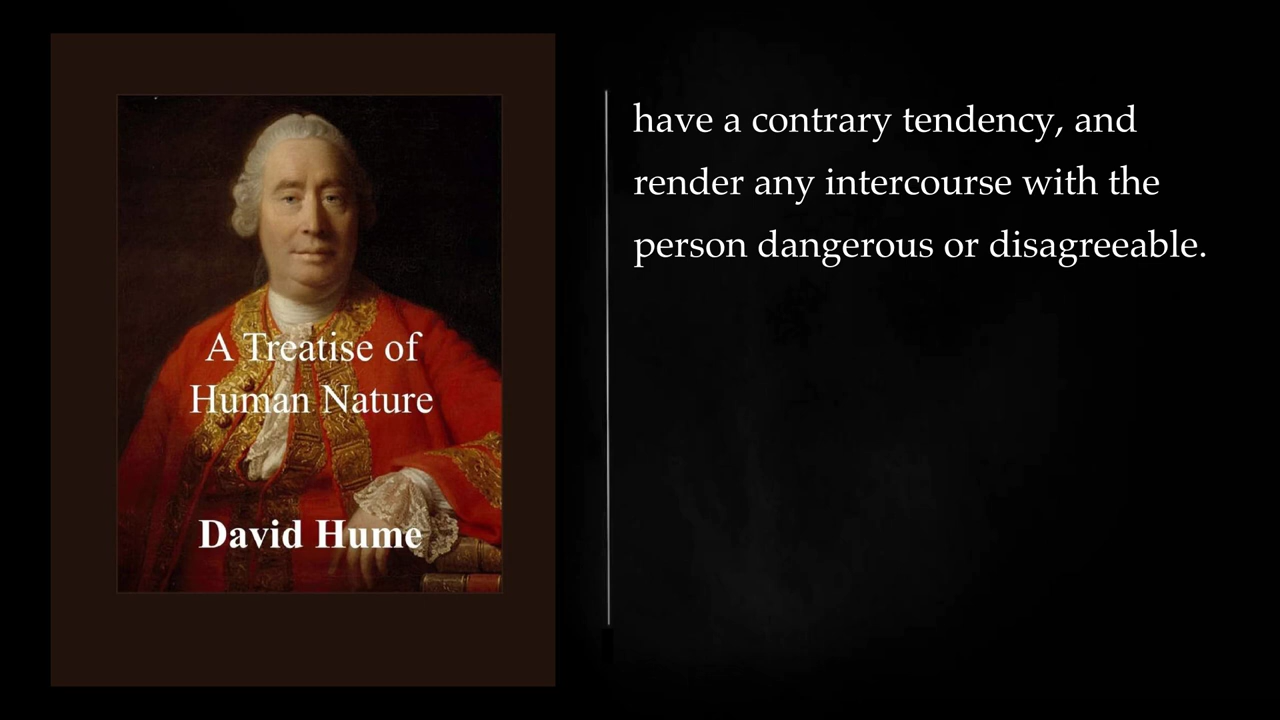 A Treatise of
Human Nature
David Hume
have a contrary tendency, and
render any intercourse with the
person dangerous or disagreeable.